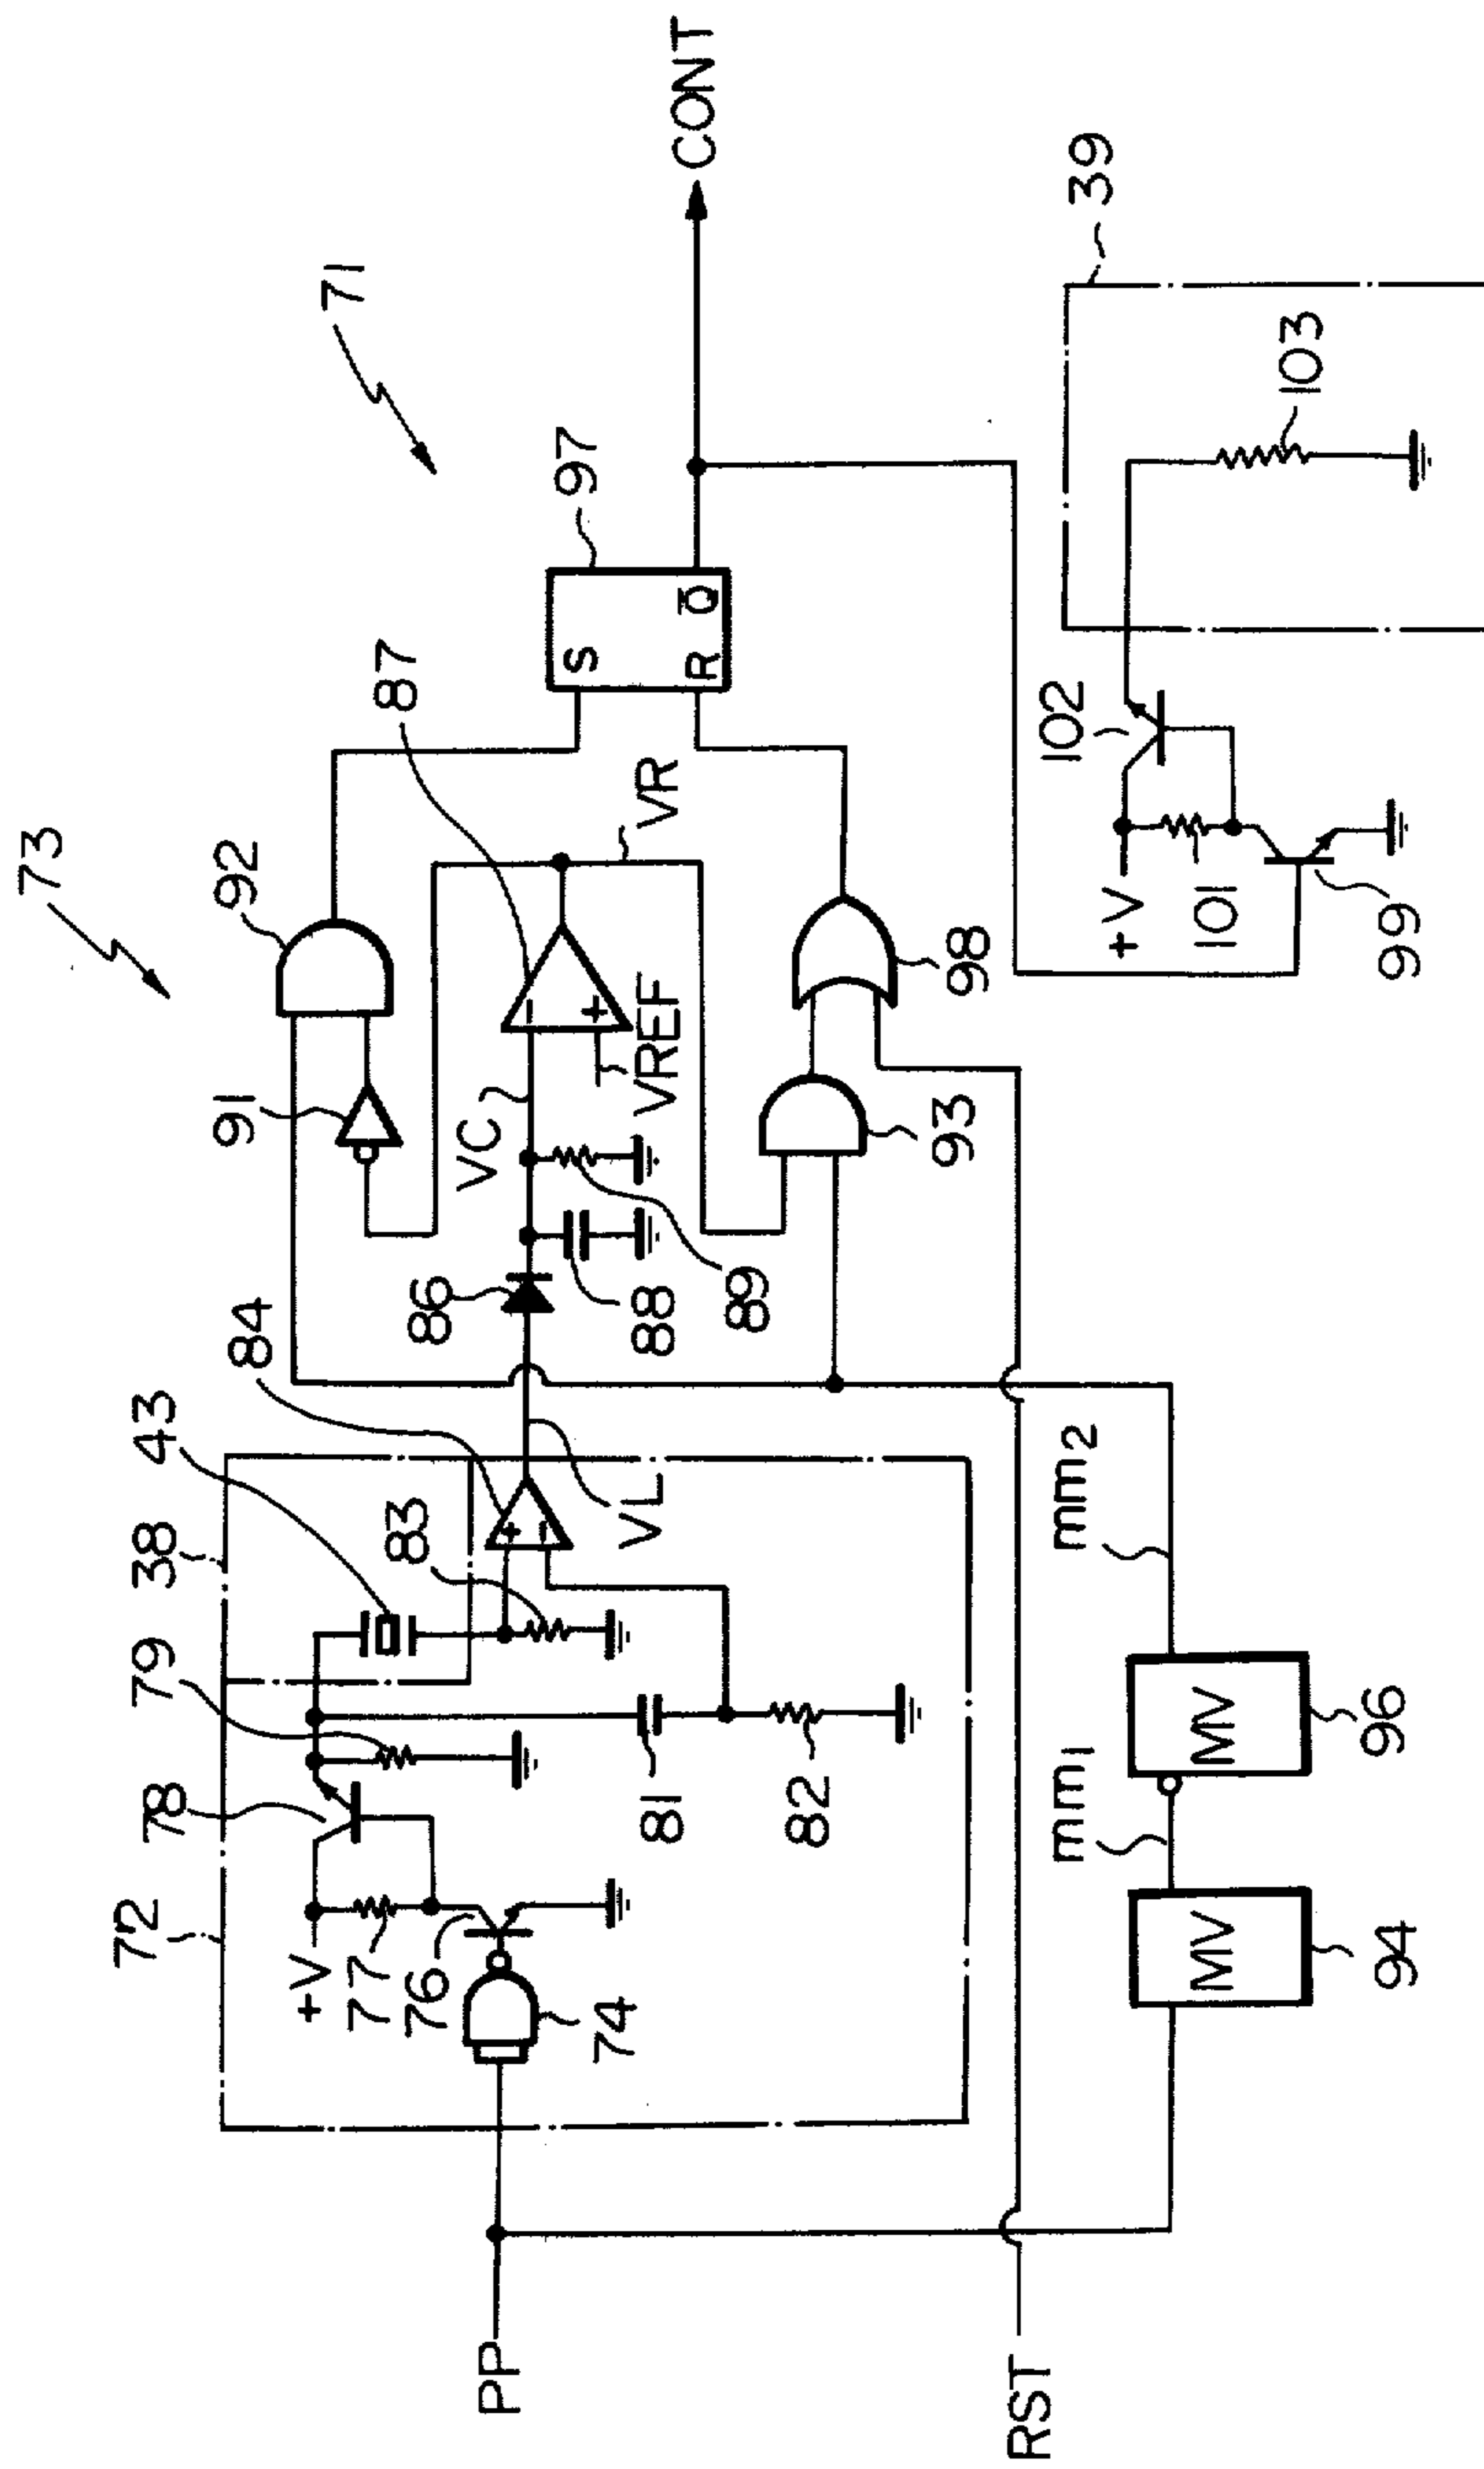 73
71
72
38
43
84
91
92
87
97
CONT
78
79
83
86
VC
VR
S
R
Q̅
+V
77
76
74
81
82
+
−
VL
88
89
−
+
VREF
93
98
PP
RST
mm1
mm2
MV
94
MV
96
102
+V
101
99
39
103